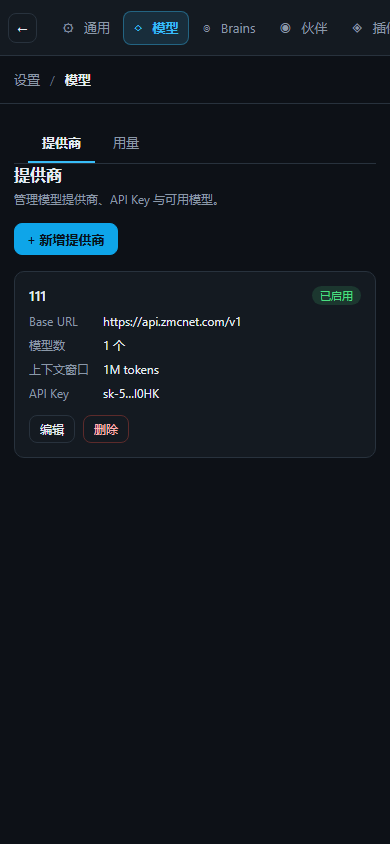 ← 通用 模型 Brains 伙伴
设置 / 模型
提供商 用量
提供商
管理模型提供商、API Key 与可用模型。
+ 新增提供商
111 已启用
Base URL https://api.zmcnet.com/v1
模型数 1 个
上下文窗口 1M tokens
API Key sk-5...l0HK
编辑 删除